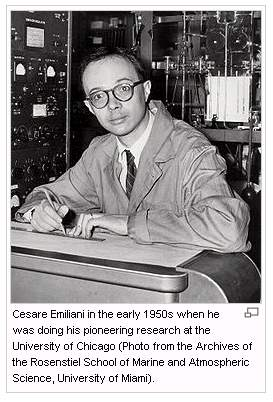 Cesare Emiliani in the early 1950s when he
was doing his pioneering research at the
University of Chicago (Photo from the Archives of
the Rosenstiel School of Marine and Atmospheric
Science, University of Miami).